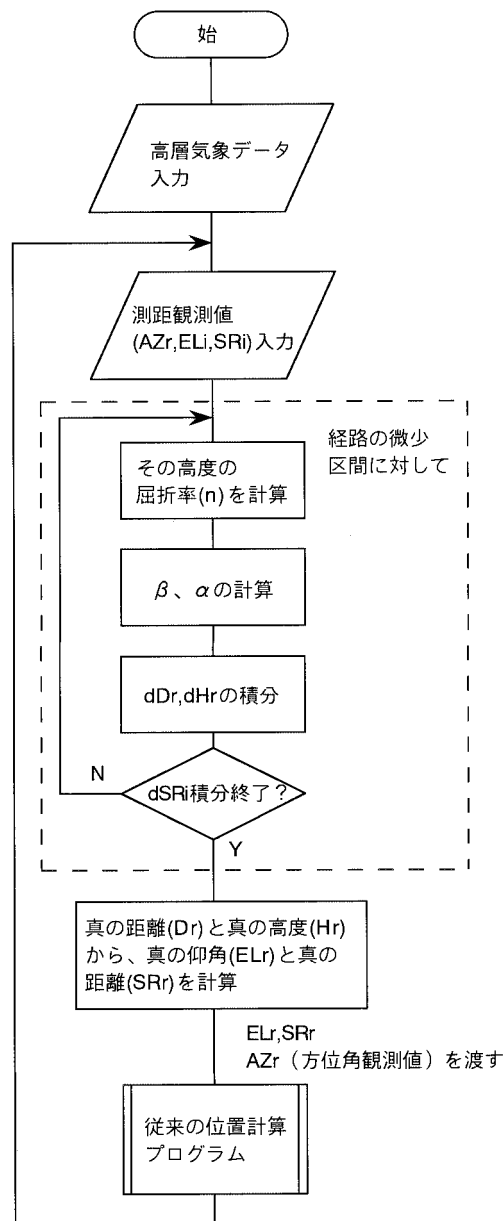 始
高層気象データ
入力
測距観測値
(AZr,ELi,SRi)入力
経路の微少
区間に対して
その高度の
屈折率(n)を計算
β、αの計算
dDr,dHrの積分
N
dSRi積分終了？
Y
真の距離(Dr)と真の高度(Hr)
から、真の仰角(ELr)と真の
距離(SRr)を計算
ELr,SRr
AZr（方位角観測値）を渡す
従来の位置計算
プログラム